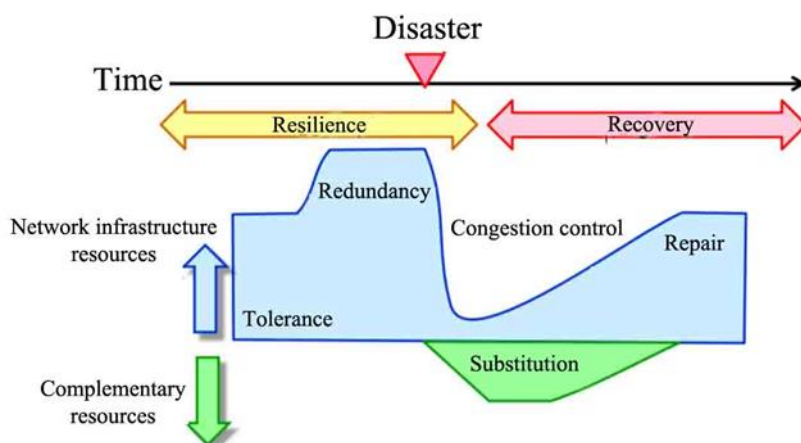 Disaster
Time
Resilience
Recovery
Redundancy
Network infrastructure
resources
Congestion control
Repair
Tolerance
Substitution
Complementary
resources